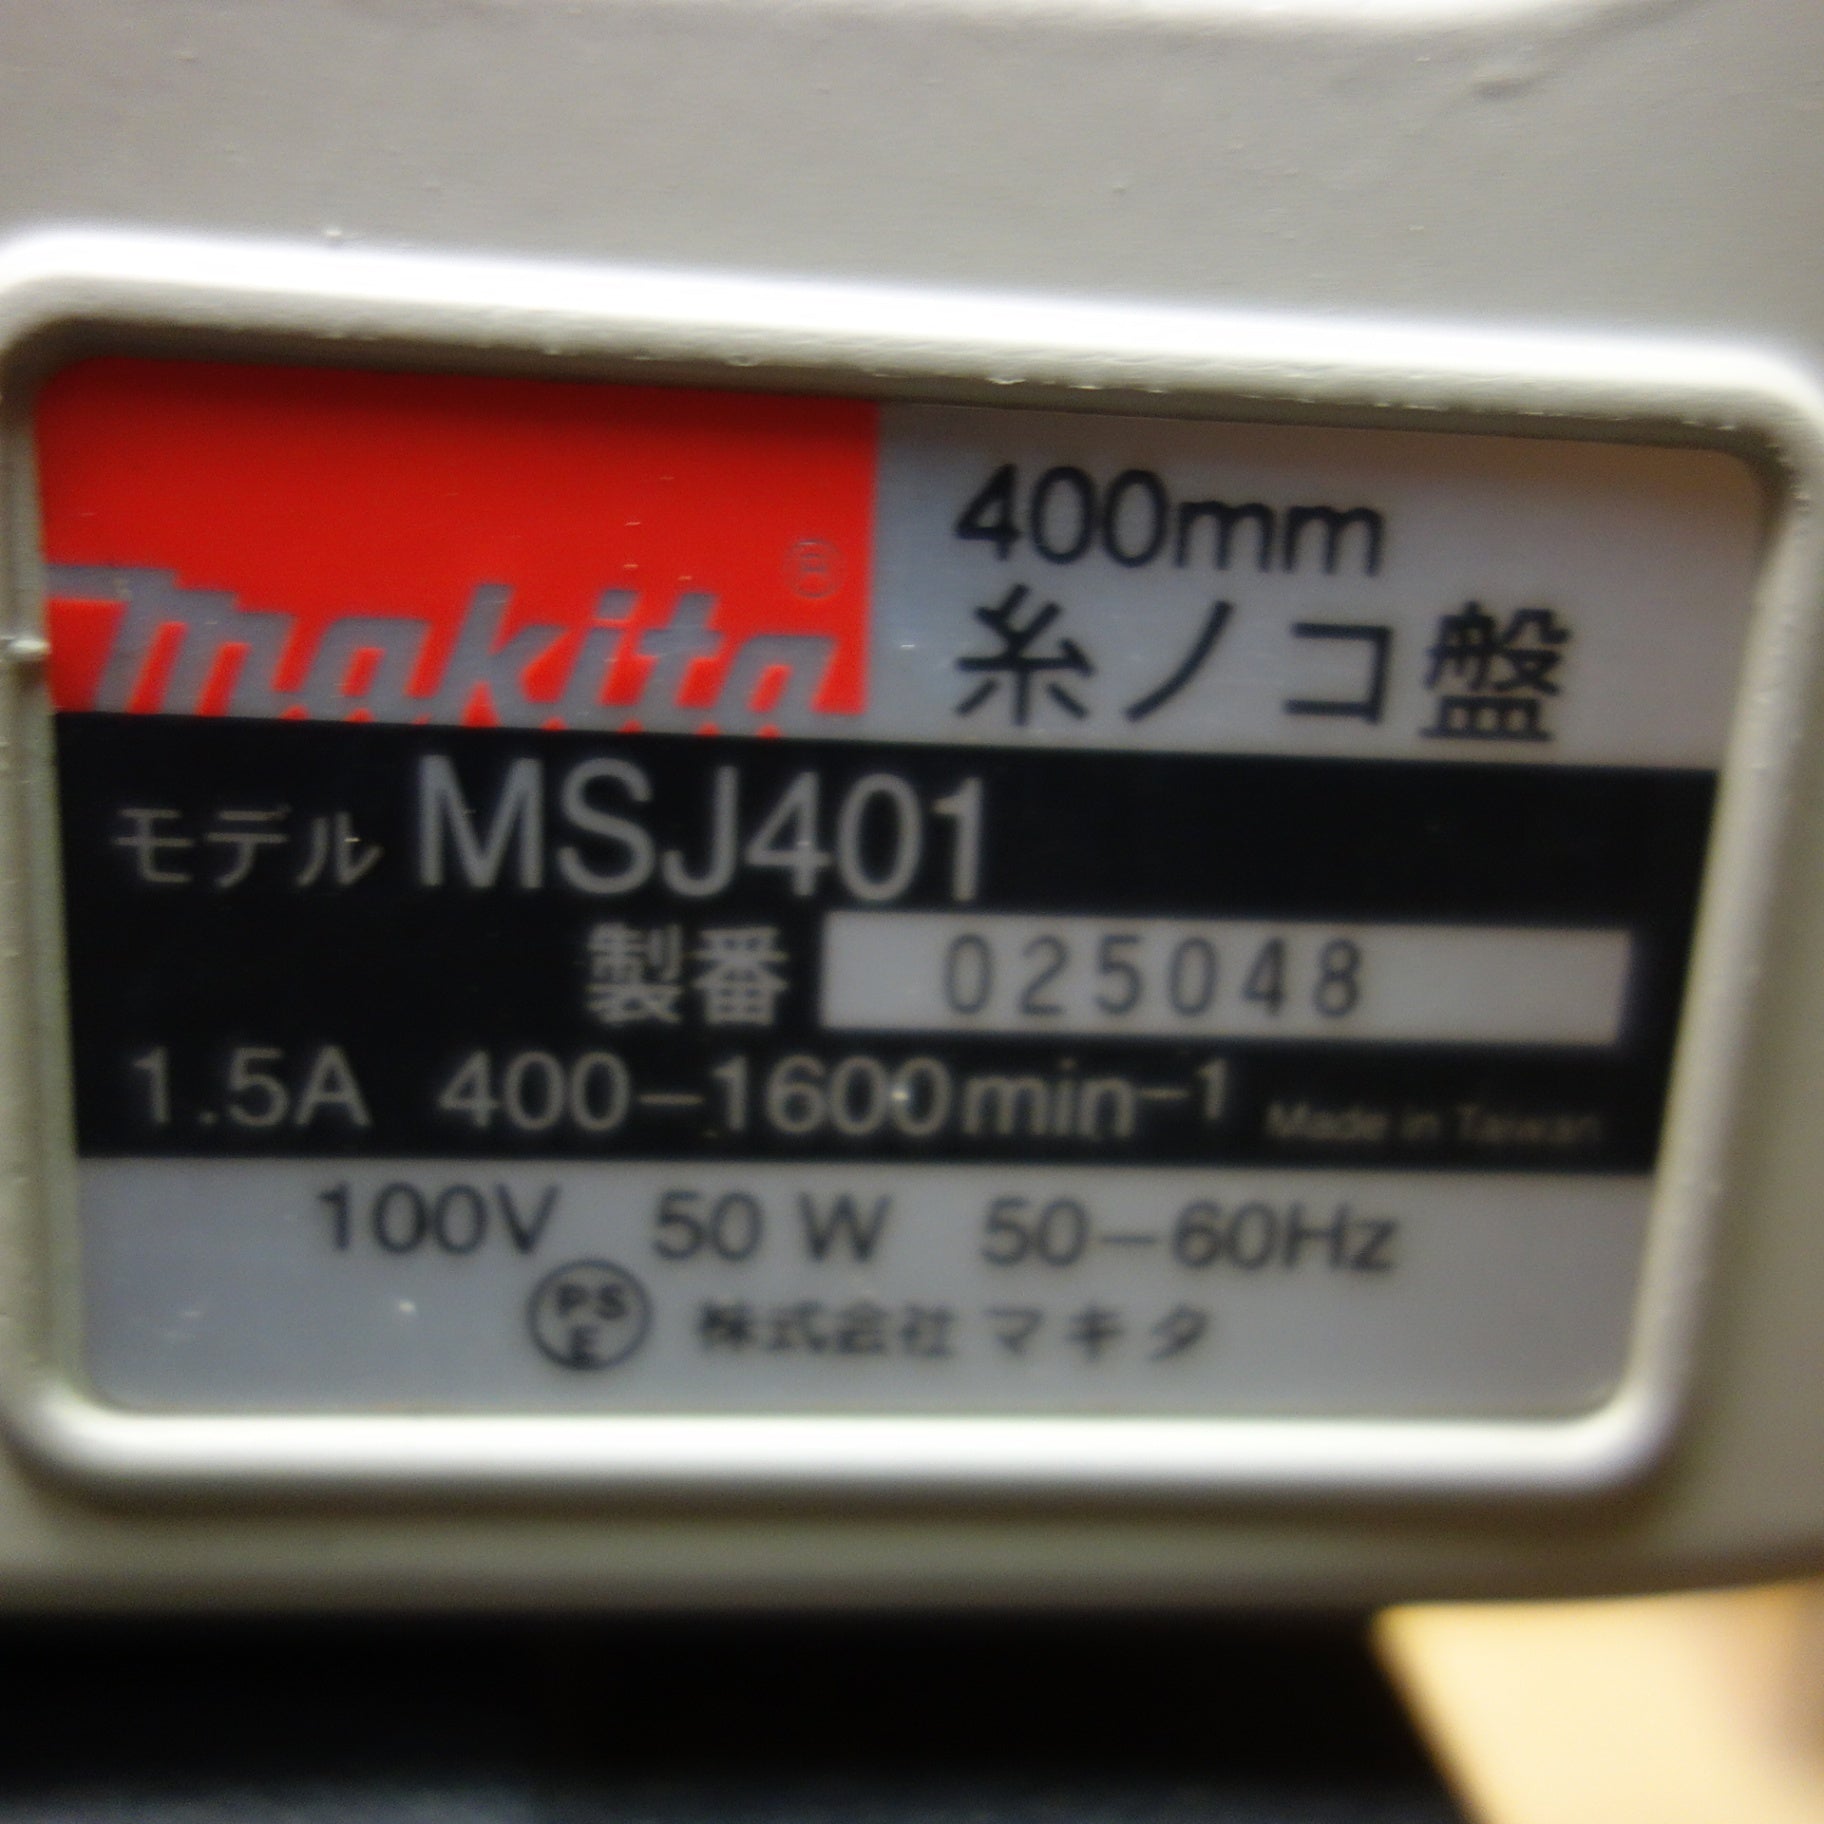 makita®
400mm
糸ノコ盤
モデル MSJ401
製番 025048
1.5A 400-1600min-1 Made in Taiwan
100V 50W 50-60Hz
PSE 株式会社マキタ